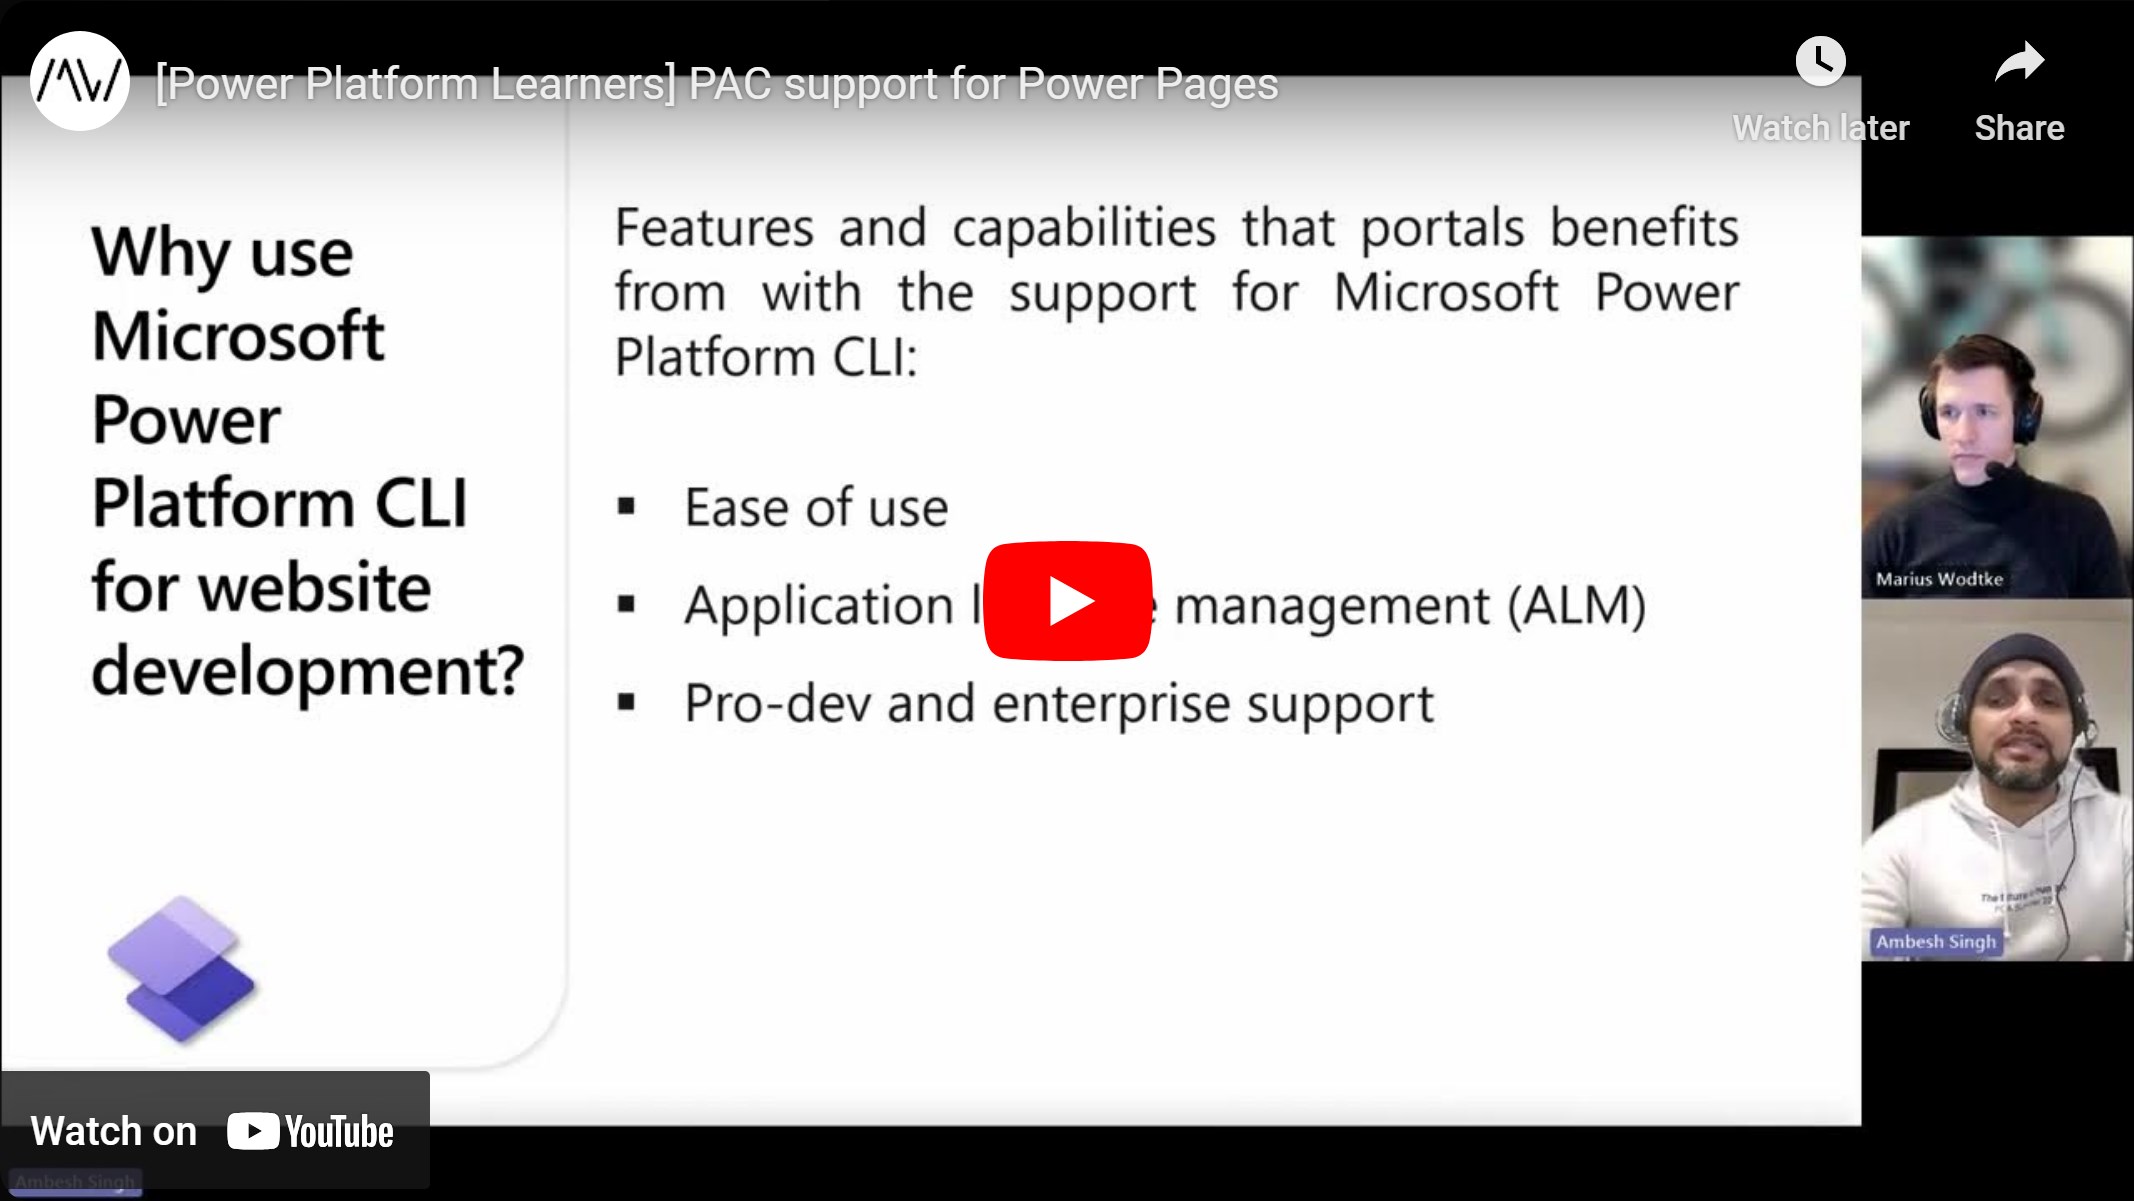 [Power Platform Learners] PAC support for Power Pages
Watch later
Share
Why use
Microsoft
Power
Platform CLI
for website
development?
Features and capabilities that portals benefits
from with the support for Microsoft Power
Platform CLI:
▪ Ease of use
▪ Application management (ALM)
▪ Pro-dev and enterprise support
Marius Wodtke
Ambesh Singh
Watch on YouTube
Ambesh Singh